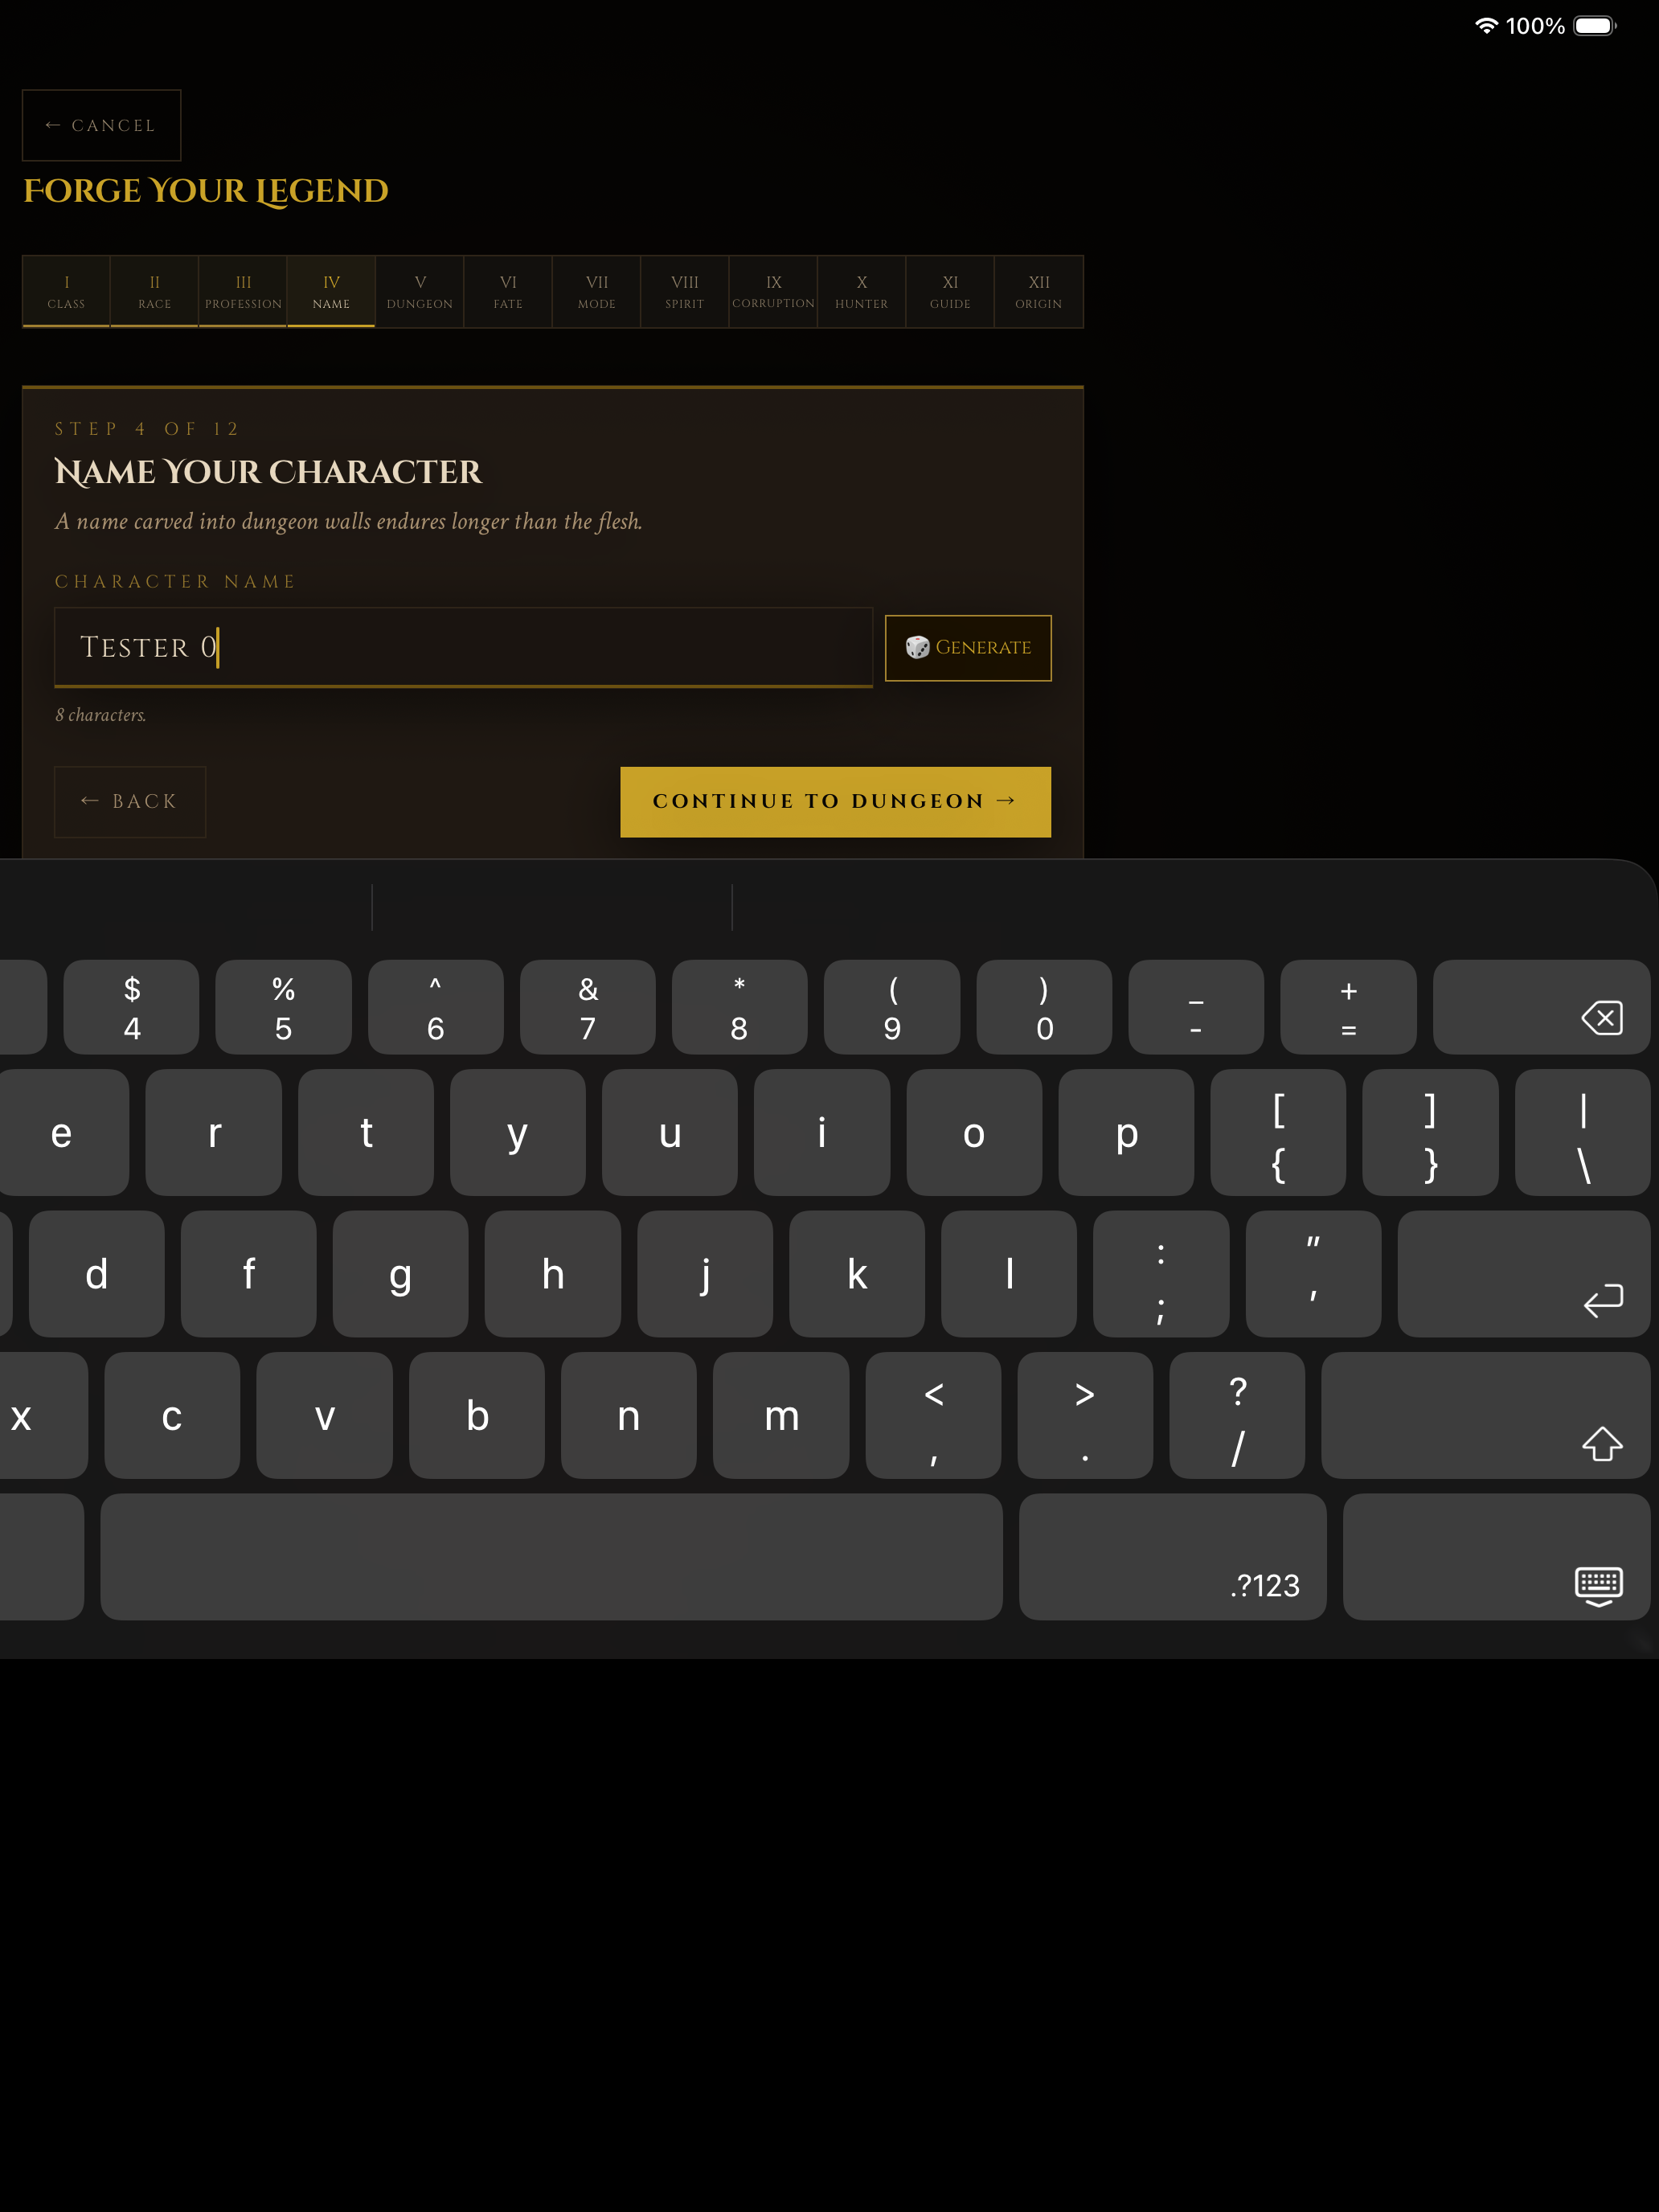 100%
← CANCEL
FORGE YOUR LEGEND
I II III IV V VI VII VIII IX X XI XII
CLASS RACE PROFESSION NAME DUNGEON FATE MODE SPIRIT CORRUPTION HUNTER GUIDE ORIGIN
STEP 4 OF 12
NAME YOUR CHARACTER
A name carved into dungeon walls endures longer than the flesh.
CHARACTER NAME
TESTER 0
GENERATE
8 characters.
← BACK
CONTINUE TO DUNGEON →
$ % ^ & * ( ) _ +
4 5 6 7 8 9 0 - =
e r t y u i o p [ ] |
{ } \
d f g h j k l : "
; '
x c v b n m < > ?
, . /
.?123